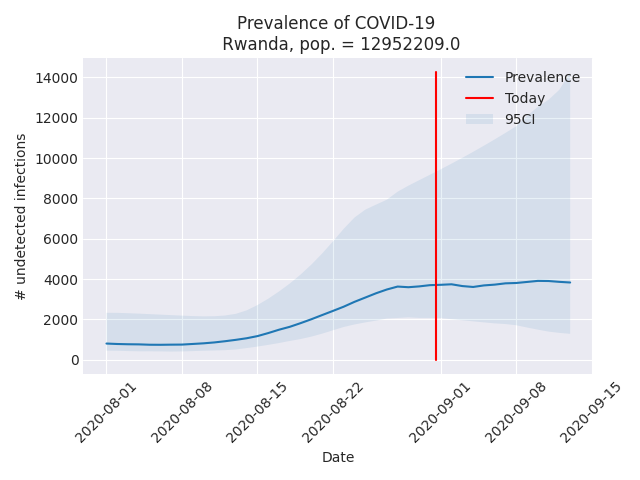 Prevalence of COVID-19
Rwanda, pop. = 12952209.0
Prevalence
Today
95CI
14000
12000
10000
8000
6000
4000
2000
0
# undetected infections
2020-08-01
2020-08-08
2020-08-15
2020-08-22
2020-09-01
2020-09-08
2020-09-15
Date